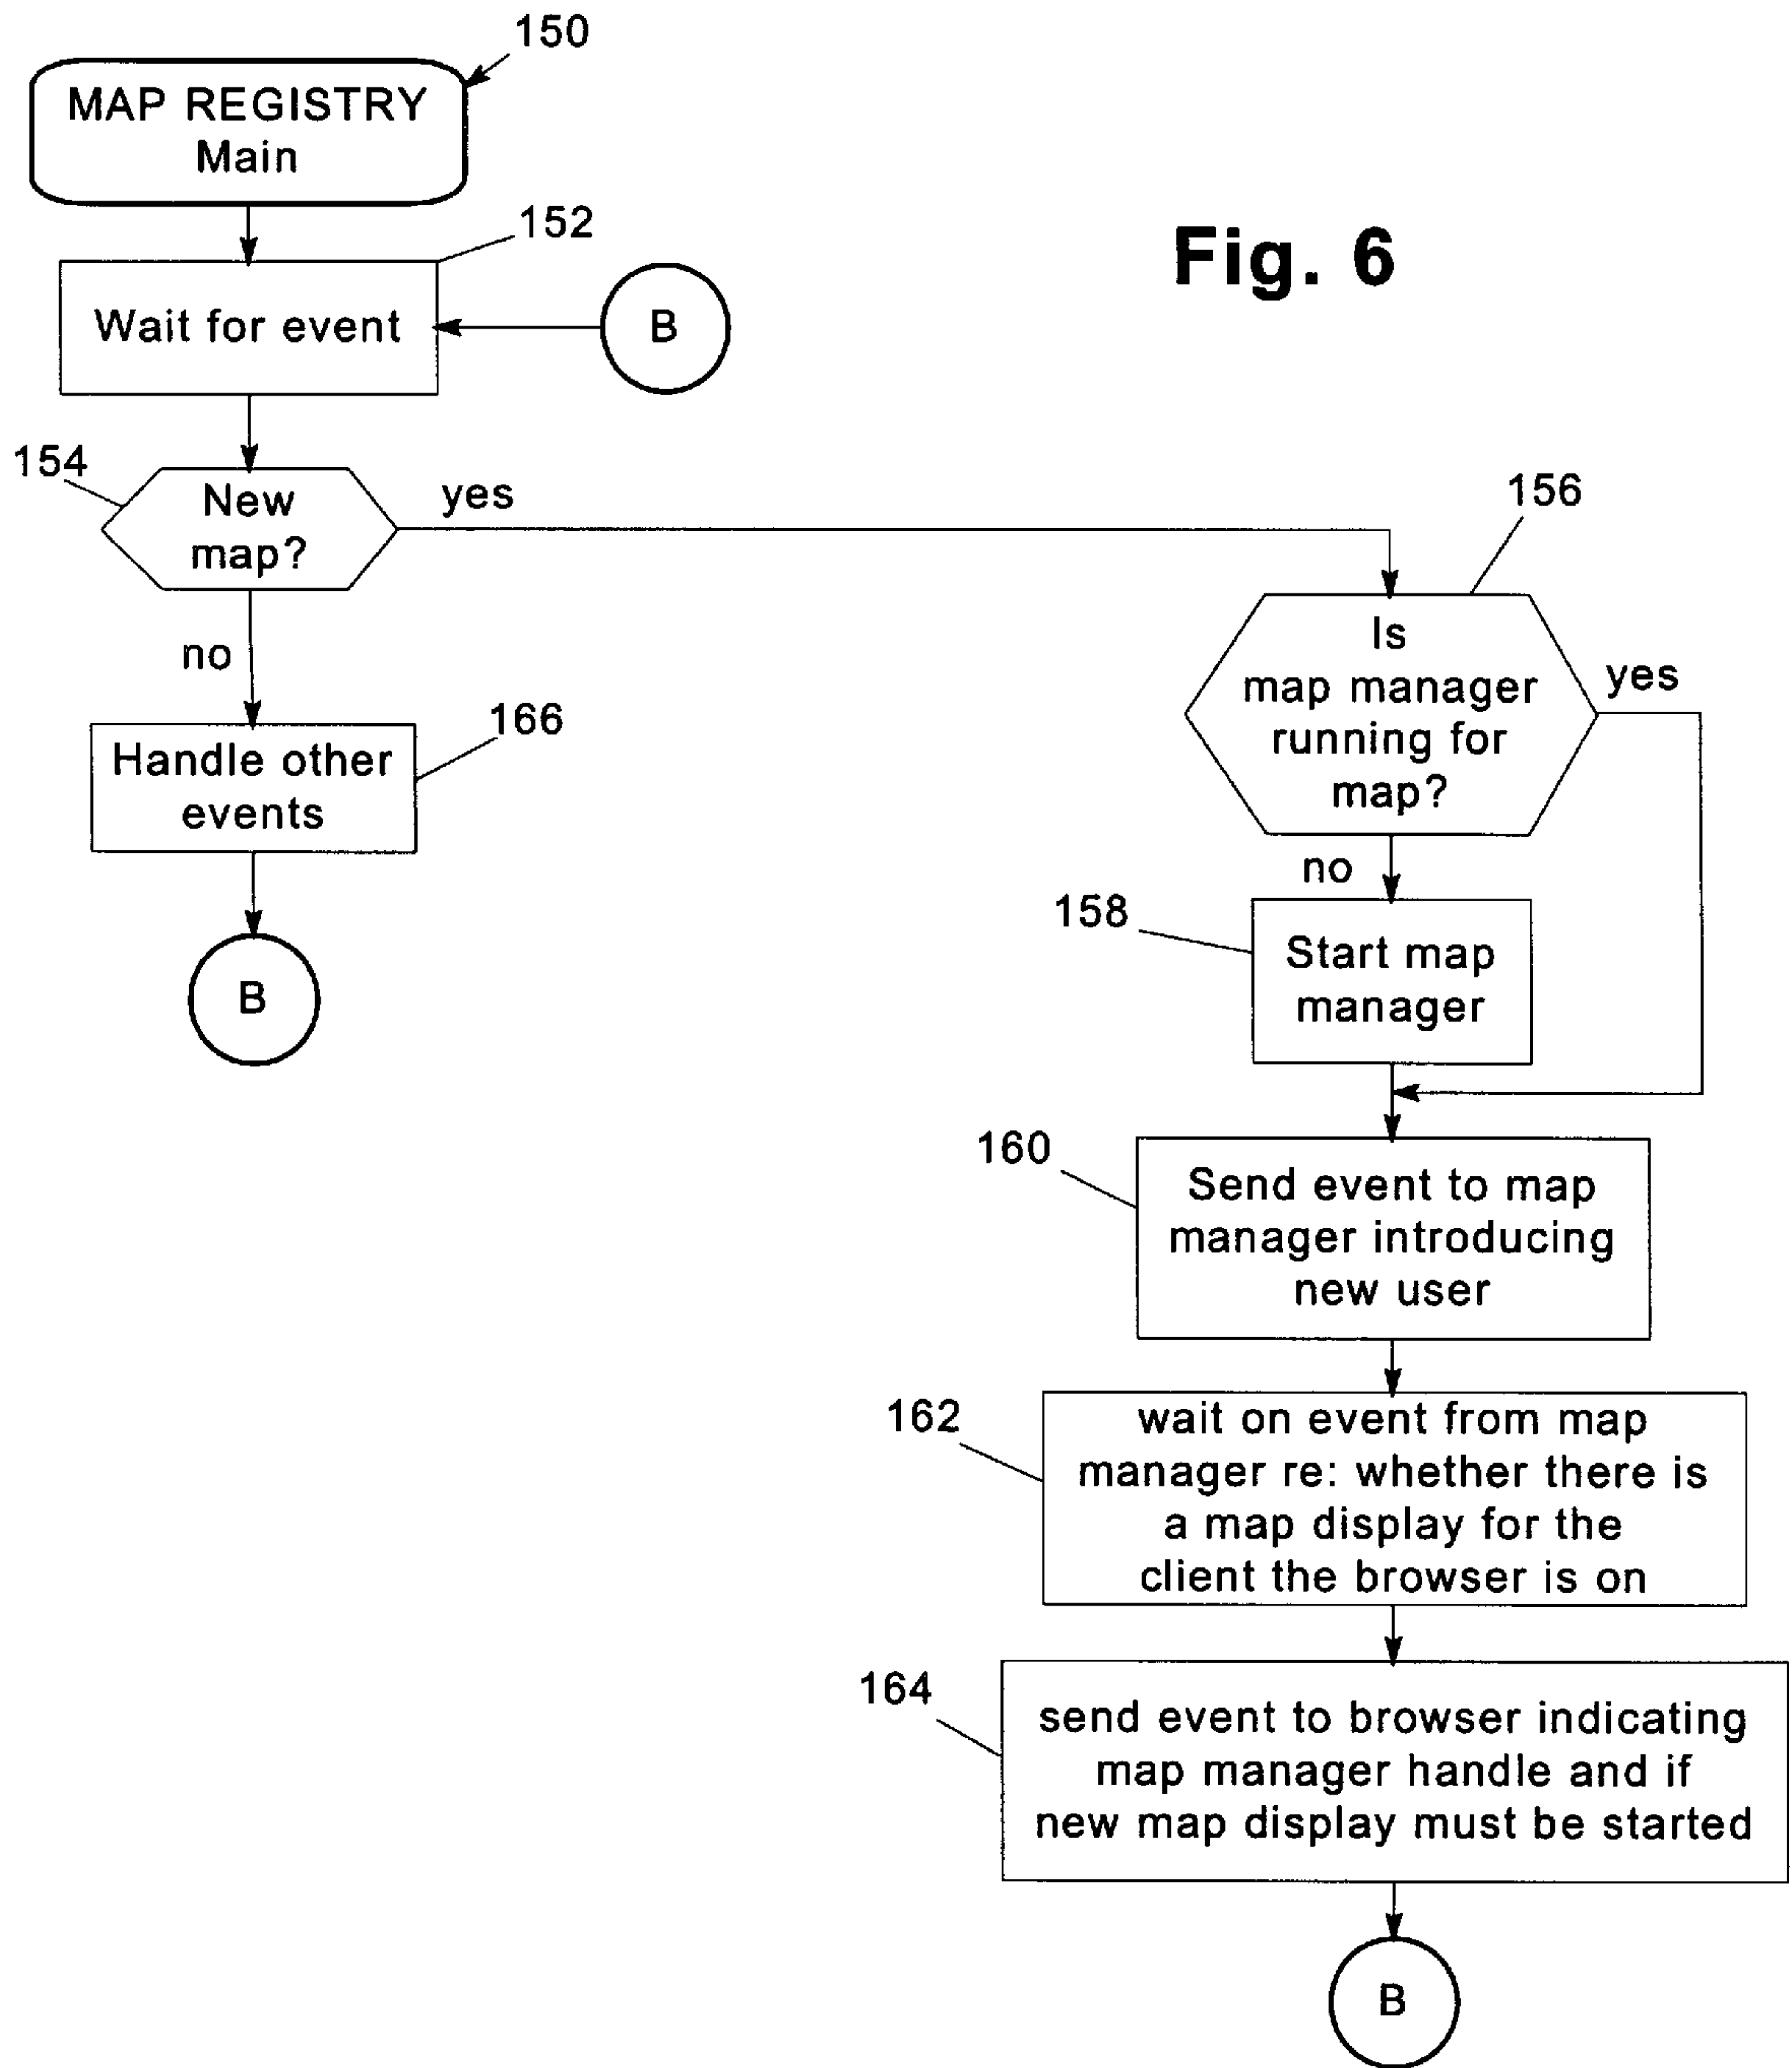 150
MAP REGISTRY
Main
152
Fig. 6
Wait for event
B
154
New
map?
yes
156
Is
map manager
running for
map?
yes
no
166
Handle other
events
no
158
Start map
manager
B
160
Send event to map
manager introducing
new user
162
wait on event from map
manager re: whether there is
a map display for the
client the browser is on
164
send event to browser indicating
map manager handle and if
new map display must be started
B